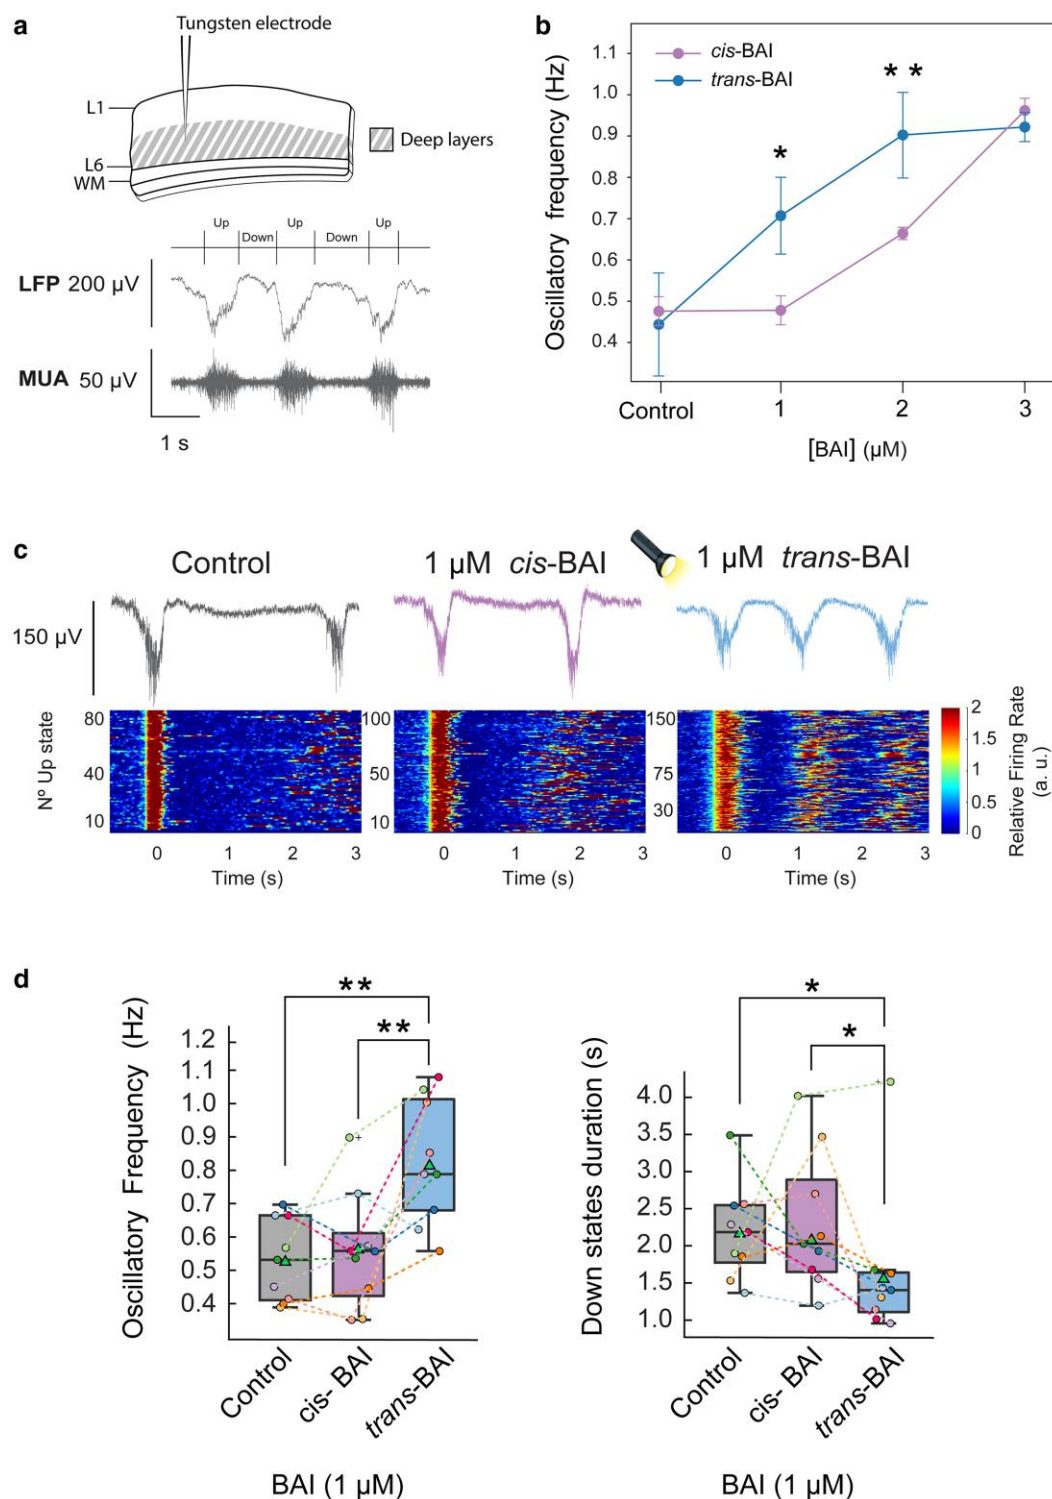 a
Tungsten electrode
L1
L6
WM
Deep layers
Up
Up
Up
Down
Down
LFP 200 µV
MUA 50 µV
1 s
b
cis-BAI
trans-BAI
* *
*
Oscillatory frequency (Hz)
1.1
1.0
0.9
0.8
0.7
0.6
0.5
0.4
Control
1
2
3
[BAI] (µM)
c
Control
1 µM cis-BAI
1 µM trans-BAI
150 µV
Nº Up state
80
40
10
100
50
10
150
75
30
0 1 2 3
0 1 2 3
0 1 2 3
Time (s)
Time (s)
Time (s)
2
1.5
1
0.5
0
Relative Firing Rate
(a. u.)
d
**
**
Oscillatory Frequency (Hz)
1.2
1.1
1.0
0.9
0.8
0.7
0.6
0.5
0.4
Control
cis- BAI
trans-BAI
BAI (1 µM)
*
*
Down states duration (s)
4.0
3.5
3.0
2.5
2.0
1.5
1.0
Control
cis- BAI
trans-BAI
BAI (1 µM)